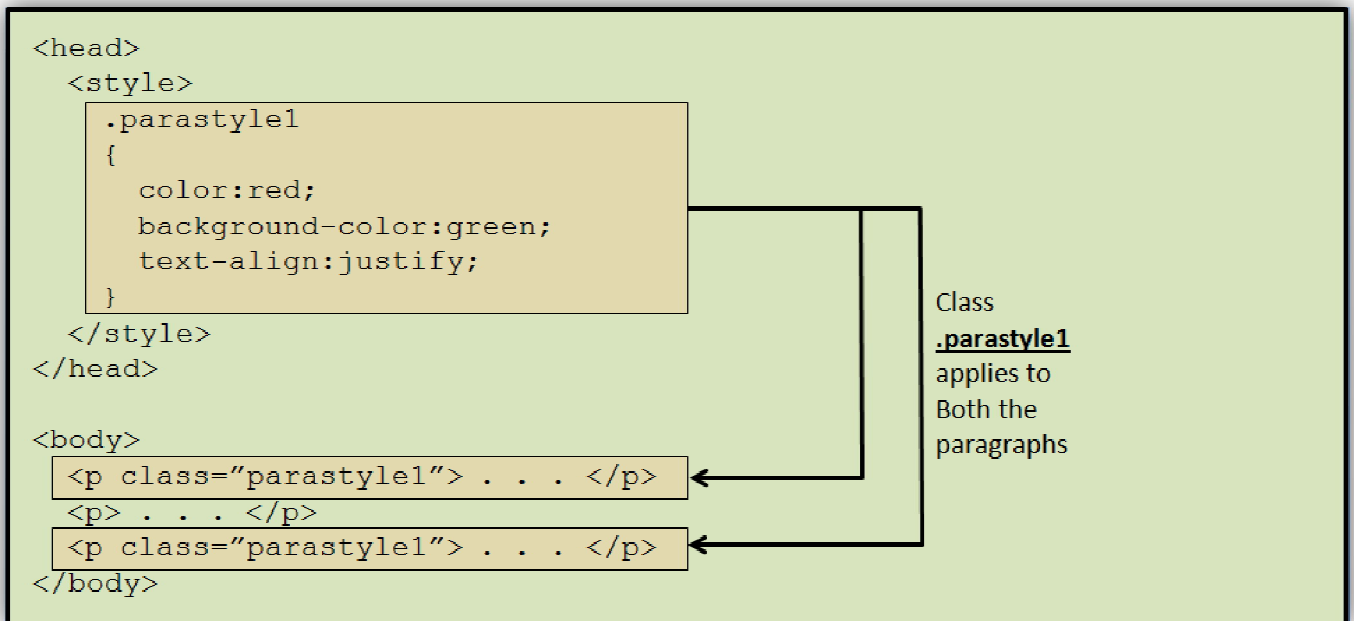 <head>
<style>
.parastyle1
{
color:red;
background-color:green;
text-align:justify;
}
</style>
</head>
<body>
<p class=”parastyle1”> . . . </p>
<p> . . . </p>
<p class=”parastyle1”> . . . </p>
</body>
Class
.parastyle1
applies to
Both the
paragraphs